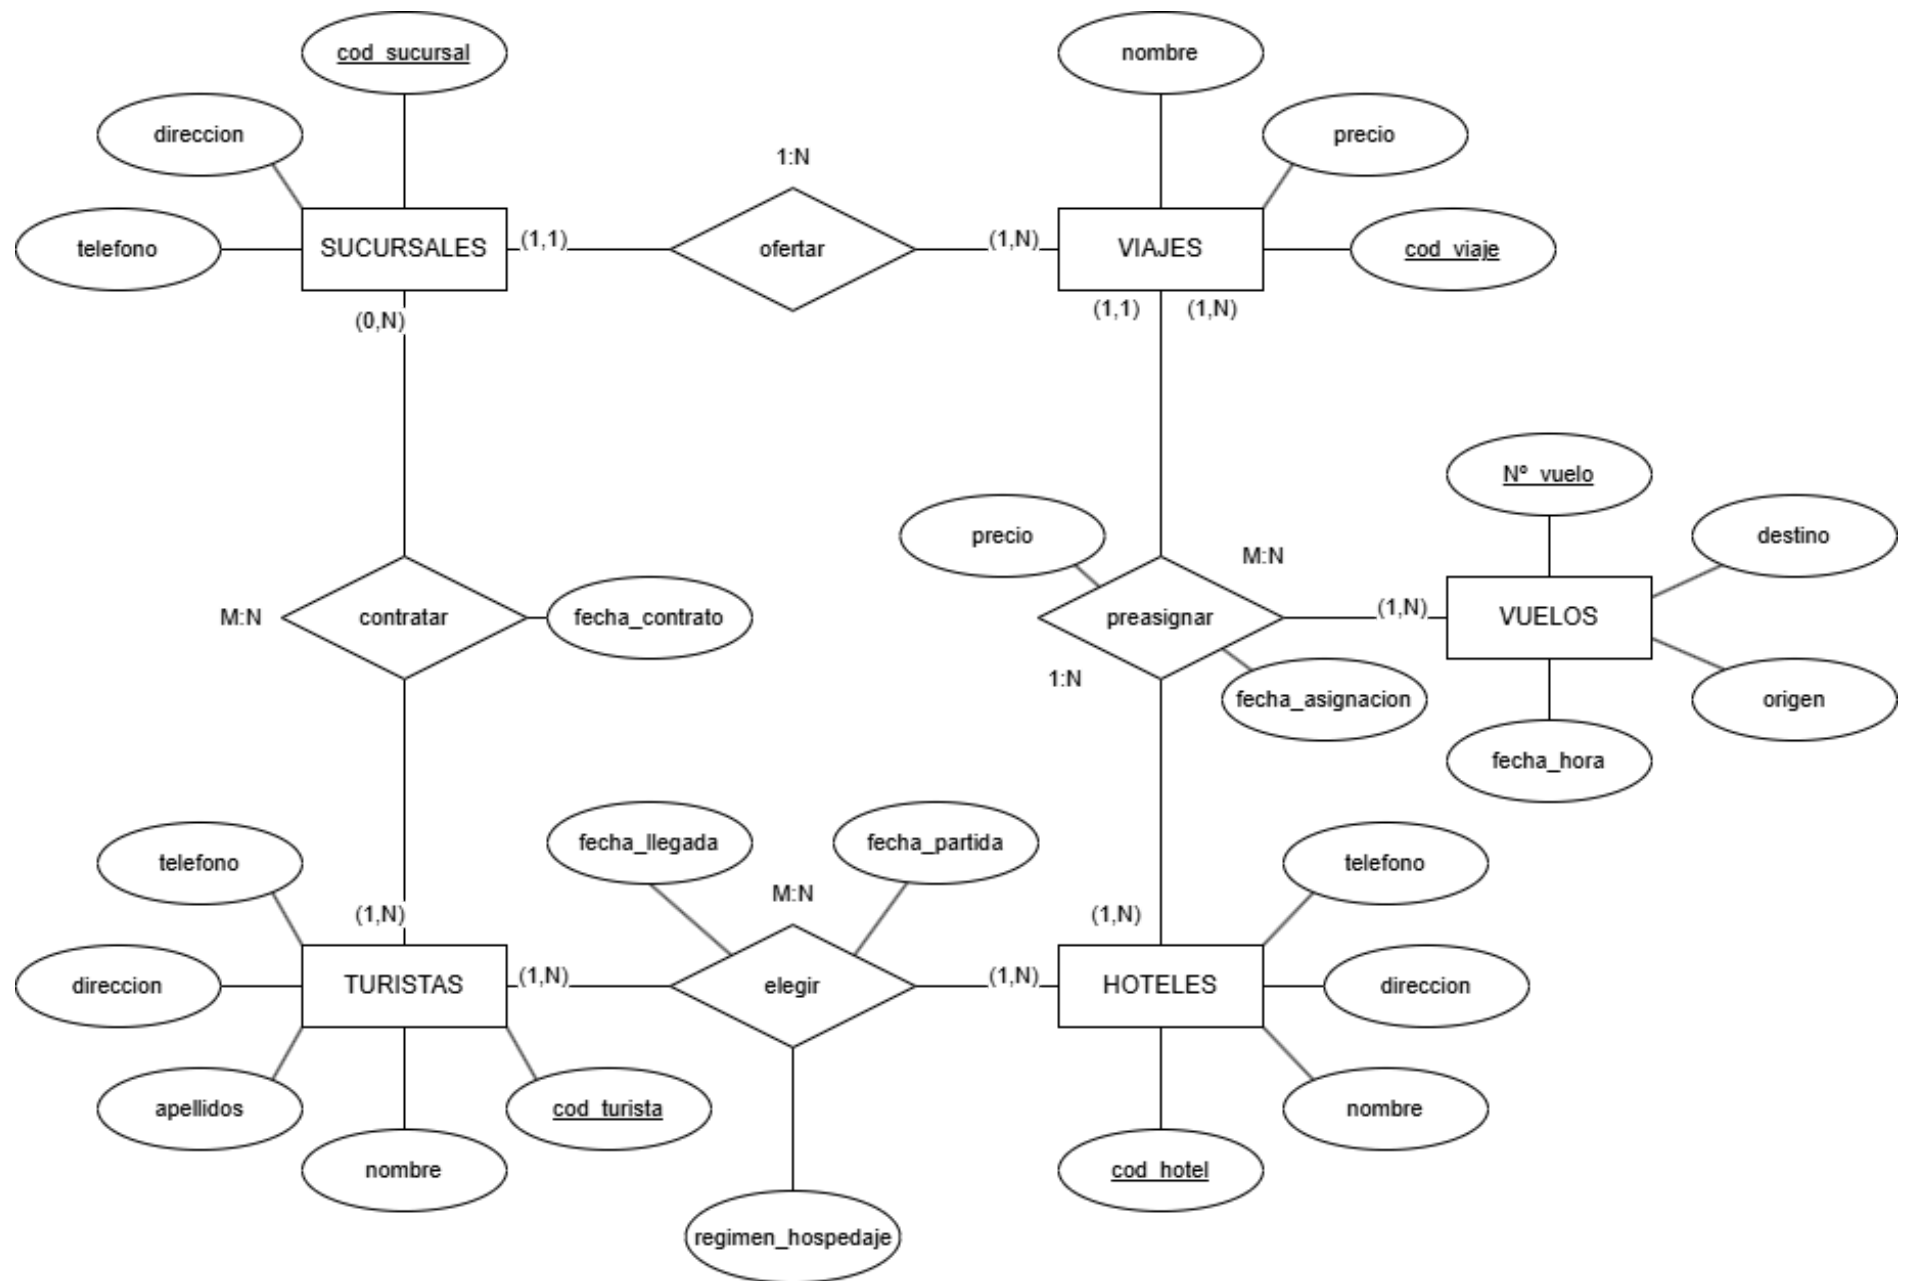 cod_sucursal
nombre
direccion
precio
1:N
telefono
SUCURSALES
(1,1)
ofertar
(1,N)
VIAJES
cod_viaje
(0,N)
(1,1)
(1,N)
Nº_vuelo
precio
destino
M:N
M:N
contratar
fecha_contrato
preasignar
(1,N)
VUELOS
1:N
fecha_asignacion
origen
fecha_hora
fecha_llegada
fecha_partida
telefono
telefono
M:N
(1,N)
(1,N)
direccion
TURISTAS
(1,N)
elegir
(1,N)
HOTELES
direccion
apellidos
cod_turista
nombre
nombre
cod_hotel
regimen_hospedaje